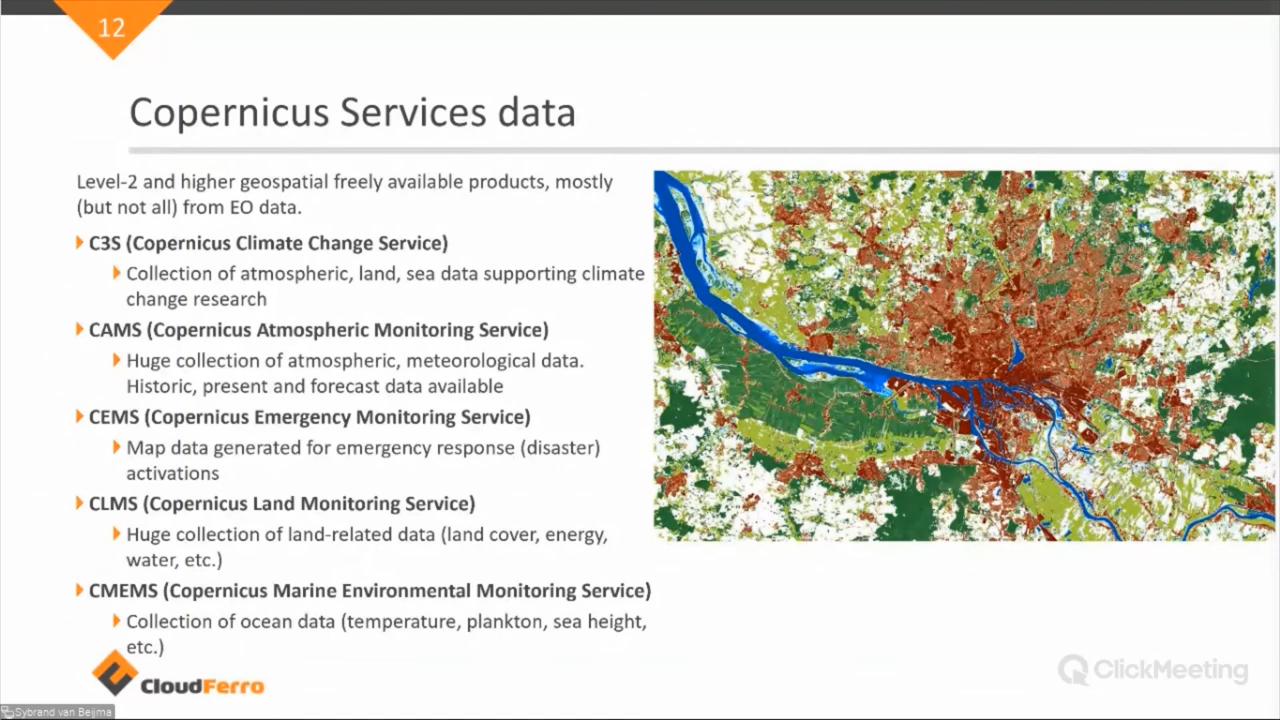 12
Copernicus Services data
Level-2 and higher geospatial freely available products, mostly
(but not all) from EO data.
C3S (Copernicus Climate Change Service)
Collection of atmospheric, land, sea data supporting climate
change research
CAMS (Copernicus Atmospheric Monitoring Service)
Huge collection of atmospheric, meteorological data.
Historic, present and forecast data available
CEMS (Copernicus Emergency Monitoring Service)
Map data generated for emergency response (disaster)
activations
CLMS (Copernicus Land Monitoring Service)
Huge collection of land-related data (land cover, energy,
water, etc.)
CMEMS (Copernicus Marine Environmental Monitoring Service)
Collection of ocean data (temperature, plankton, sea height,
etc.)
CloudFerro
ClickMeeting
Sybrand van Beijma